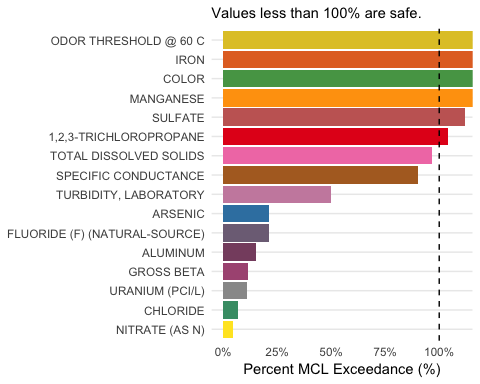 Values less than 100% are safe.
ODOR THRESHOLD @ 60 C
IRON
COLOR
MANGANESE
SULFATE
1,2,3-TRICHLOROPROPANE
TOTAL DISSOLVED SOLIDS
SPECIFIC CONDUCTANCE
TURBIDITY, LABORATORY
ARSENIC
FLUORIDE (F) (NATURAL-SOURCE)
ALUMINUM
GROSS BETA
URANIUM (PCI/L)
CHLORIDE
NITRATE (AS N)
0% 25% 50% 75% 100%
Percent MCL Exceedance (%)